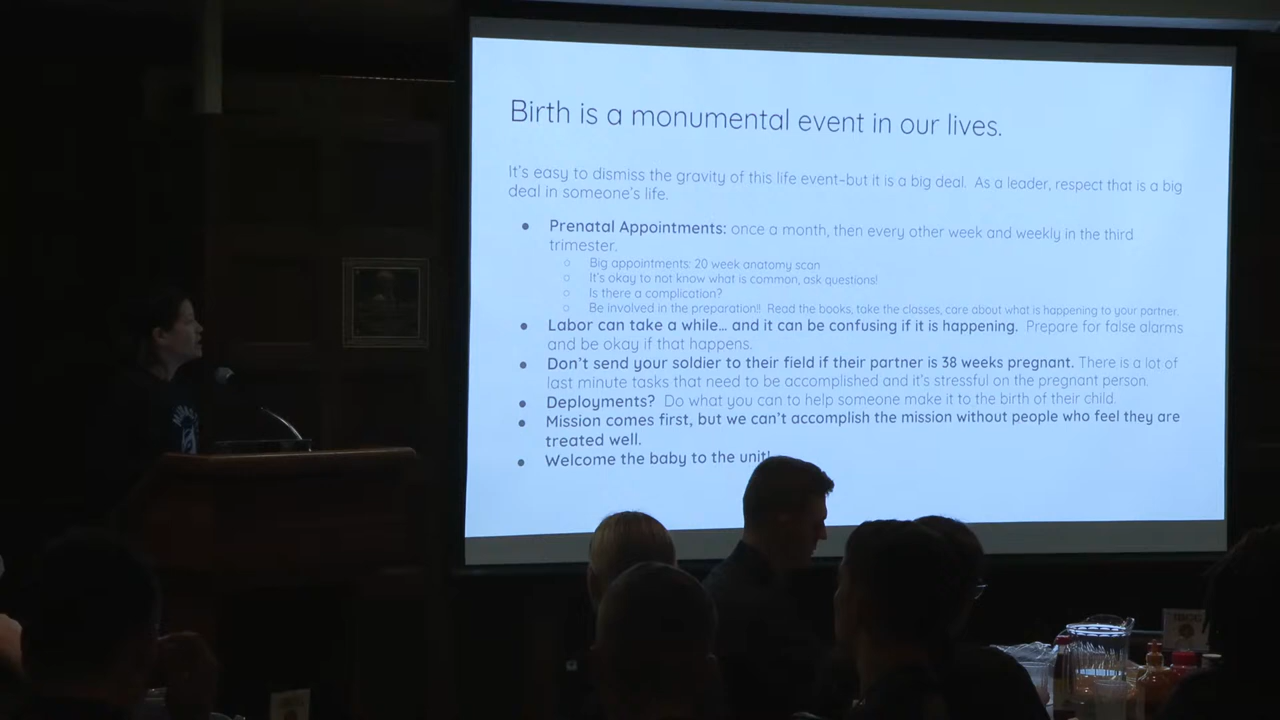 Birth is a monumental event in our lives.
It's easy to dismiss the gravity of this life event–but it is a big deal. As a leader, respect that is a big
deal in someone's life.
● Prenatal Appointments: once a month, then every other week and weekly in the third
trimester.
○ Big appointments: 20 week anatomy scan
○ It's okay to not know what is common, ask questions!
○ Is there a complication?
○ Be involved in the preparation!! Read the books, take the classes, care about what is happening to your partner.
● Labor can take a while... and it can be confusing if it is happening. Prepare for false alarms
and be okay if that happens.
● Don't send your soldier to their field if their partner is 38 weeks pregnant. There is a lot of
last minute tasks that need to be accomplished and it's stressful on the pregnant person.
● Deployments? Do what you can to help someone make it to the birth of their child.
● Mission comes first, but we can't accomplish the mission without people who feel they are
treated well.
● Welcome the baby to the unit!